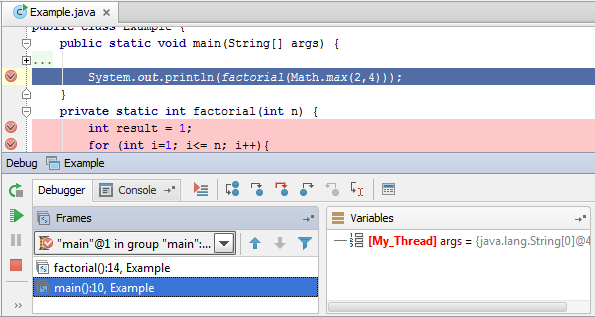 Example.java
public class Example {
public static void main(String[] args) {
...
System.out.println(factorial(Math.max(2,4)));
}
private static int factorial(int n) {
int result = 1;
for (int i=1; i<= n; i++){
Debug Example
Debugger Console
Frames Variables
"main"@1 in group "main":...
[My_Thread] args = {java.lang.String[0]@4
factorial():14, Example
main():10, Example